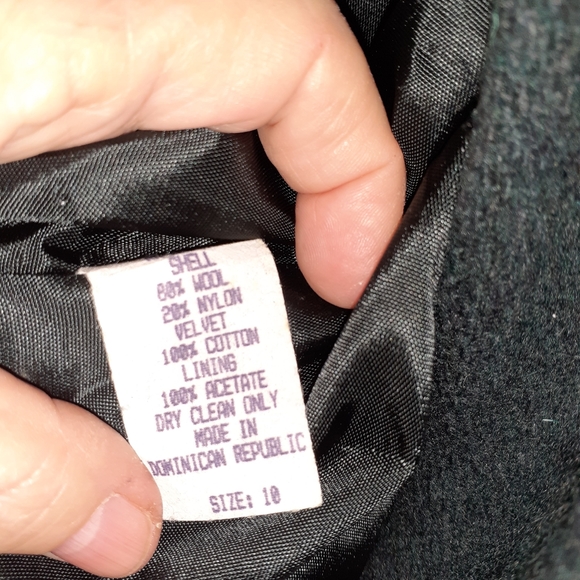 SHELL
80% WOOL
20% NYLON
VELVET
100% COTTON
LINING
100% ACETATE
DRY CLEAN ONLY
MADE IN
DOMINICAN REPUBLIC
SIZE: 10